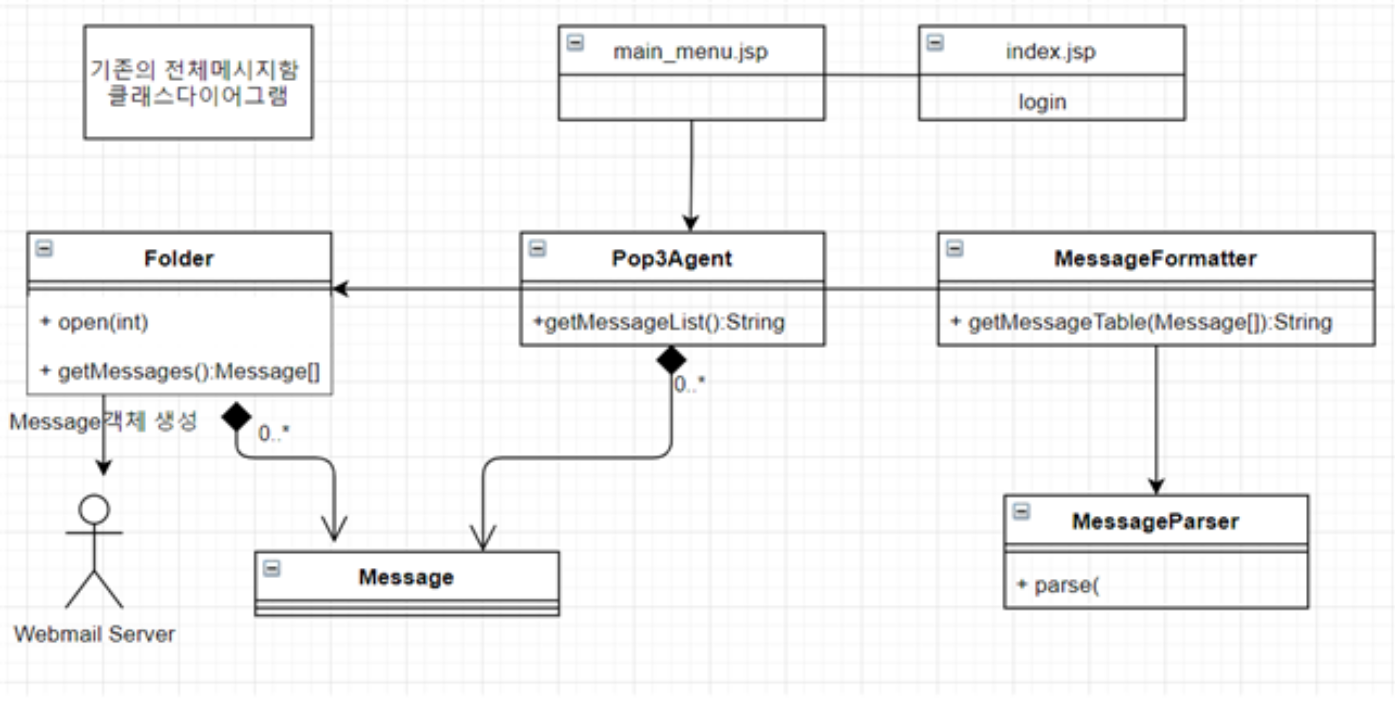 기존의 전체메시지함
클래스다이어그램
main_menu.jsp
index.jsp
login
Folder
+ open(int)
+ getMessages():Message[]
Pop3Agent
+getMessageList():String
MessageFormatter
+ getMessageTable(Message[]):String
Message객체 생성
0..*
0..*
Webmail Server
Message
MessageParser
+ parse(